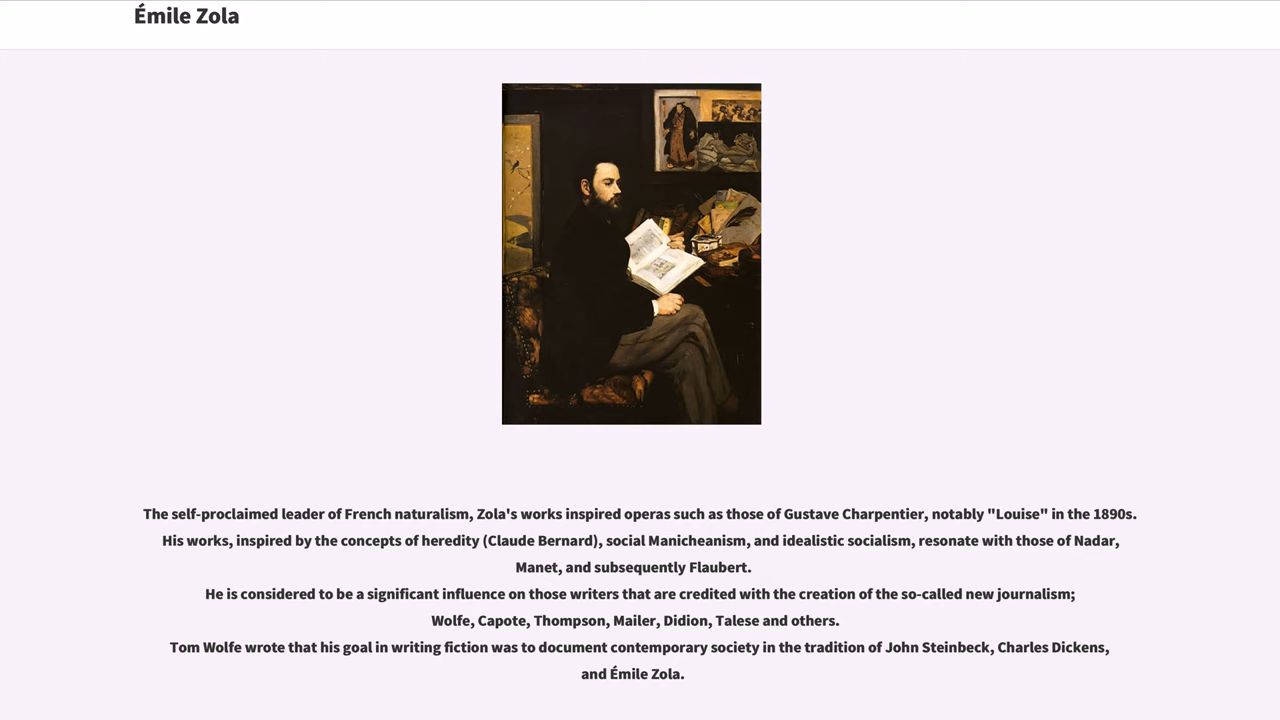 Émile Zola
The self-proclaimed leader of French naturalism, Zola's works inspired operas such as those of Gustave Charpentier, notably "Louise" in the 1890s.
His works, inspired by the concepts of heredity (Claude Bernard), social Manicheanism, and idealistic socialism, resonate with those of Nadar,
Manet, and subsequently Flaubert.
He is considered to be a significant influence on those writers that are credited with the creation of the so-called new journalism;
Wolfe, Capote, Thompson, Mailer, Didion, Talese and others.
Tom Wolfe wrote that his goal in writing fiction was to document contemporary society in the tradition of John Steinbeck, Charles Dickens,
and Émile Zola.